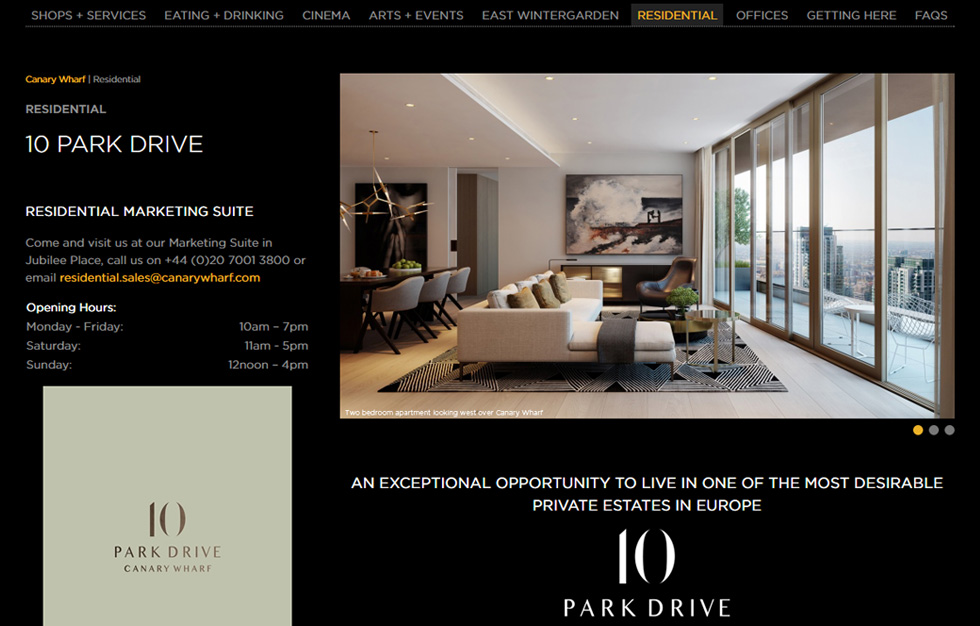 SHOPS + SERVICES EATING + DRINKING CINEMA ARTS + EVENTS EAST WINTERGARDEN RESIDENTIAL OFFICES GETTING HERE FAQS
Canary Wharf | Residential
RESIDENTIAL
10 PARK DRIVE
RESIDENTIAL MARKETING SUITE
Come and visit us at our Marketing Suite in
Jubilee Place, call us on +44 (0)20 7001 3800 or
email residential.sales@canarywharf.com
Opening Hours:
Monday - Friday: 10am – 7pm
Saturday: 11am - 5pm
Sunday: 12noon – 4pm
10
PARK DRIVE
CANARY WHARF
Two bedroom apartment looking west over Canary Wharf
AN EXCEPTIONAL OPPORTUNITY TO LIVE IN ONE OF THE MOST DESIRABLE
PRIVATE ESTATES IN EUROPE
10
PARK DRIVE